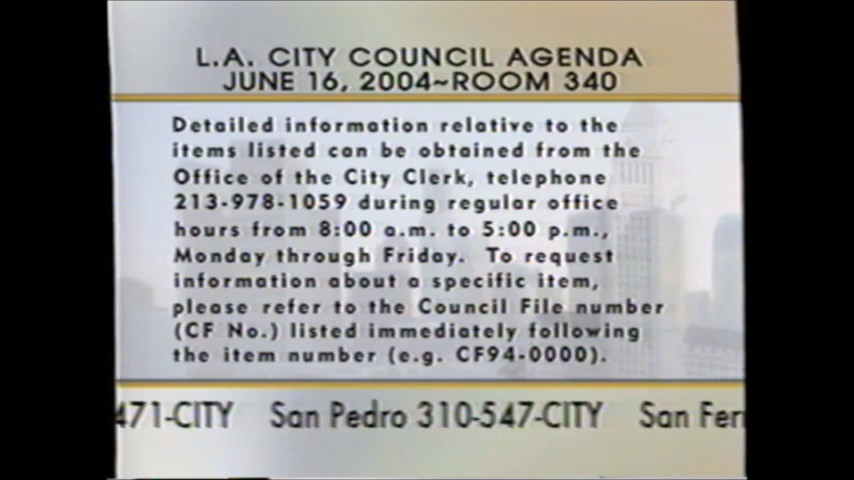 L.A. CITY COUNCIL AGENDA
JUNE 16, 2004~ROOM 340
Detailed information relative to the
items listed can be obtained from the
Office of the City Clerk, telephone
213-978-1059 during regular office
hours from 8:00 a.m. to 5:00 p.m.,
Monday through Friday. To request
information about a specific item,
please refer to the Council File number
(CF No.) listed immediately following
the item number (e.g. CF94-0000).
471-CITY San Pedro 310-547-CITY San Fer